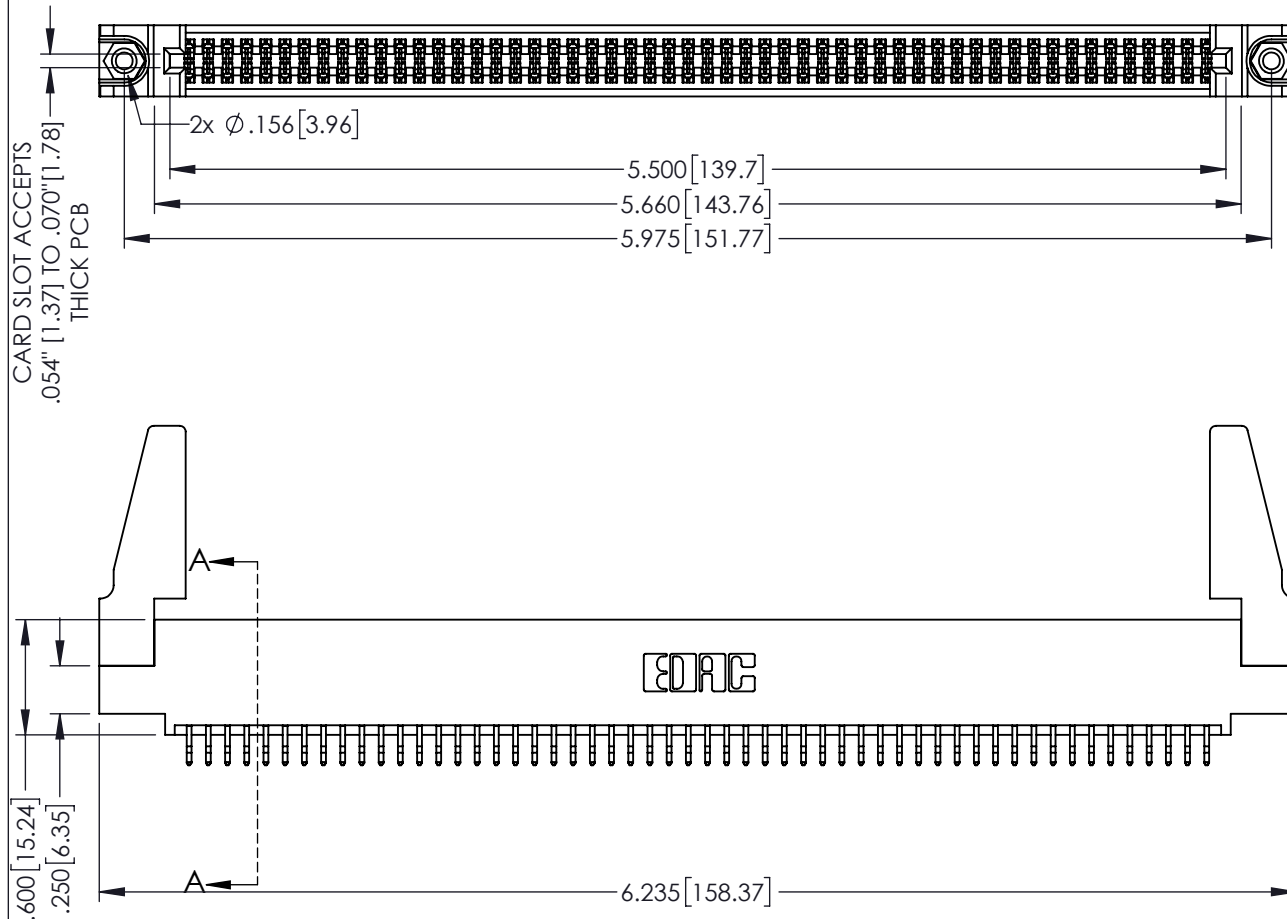 2x Ø.156[3.96]
5.500[139.7]
5.660[143.76]
5.975[151.77]
CARD SLOT ACCEPTS
.054" [1.37] TO .070"[1.78]
THICK PCB
A
EDAC
.600[15.24]
.250[6.35]
A
6.235[158.37]